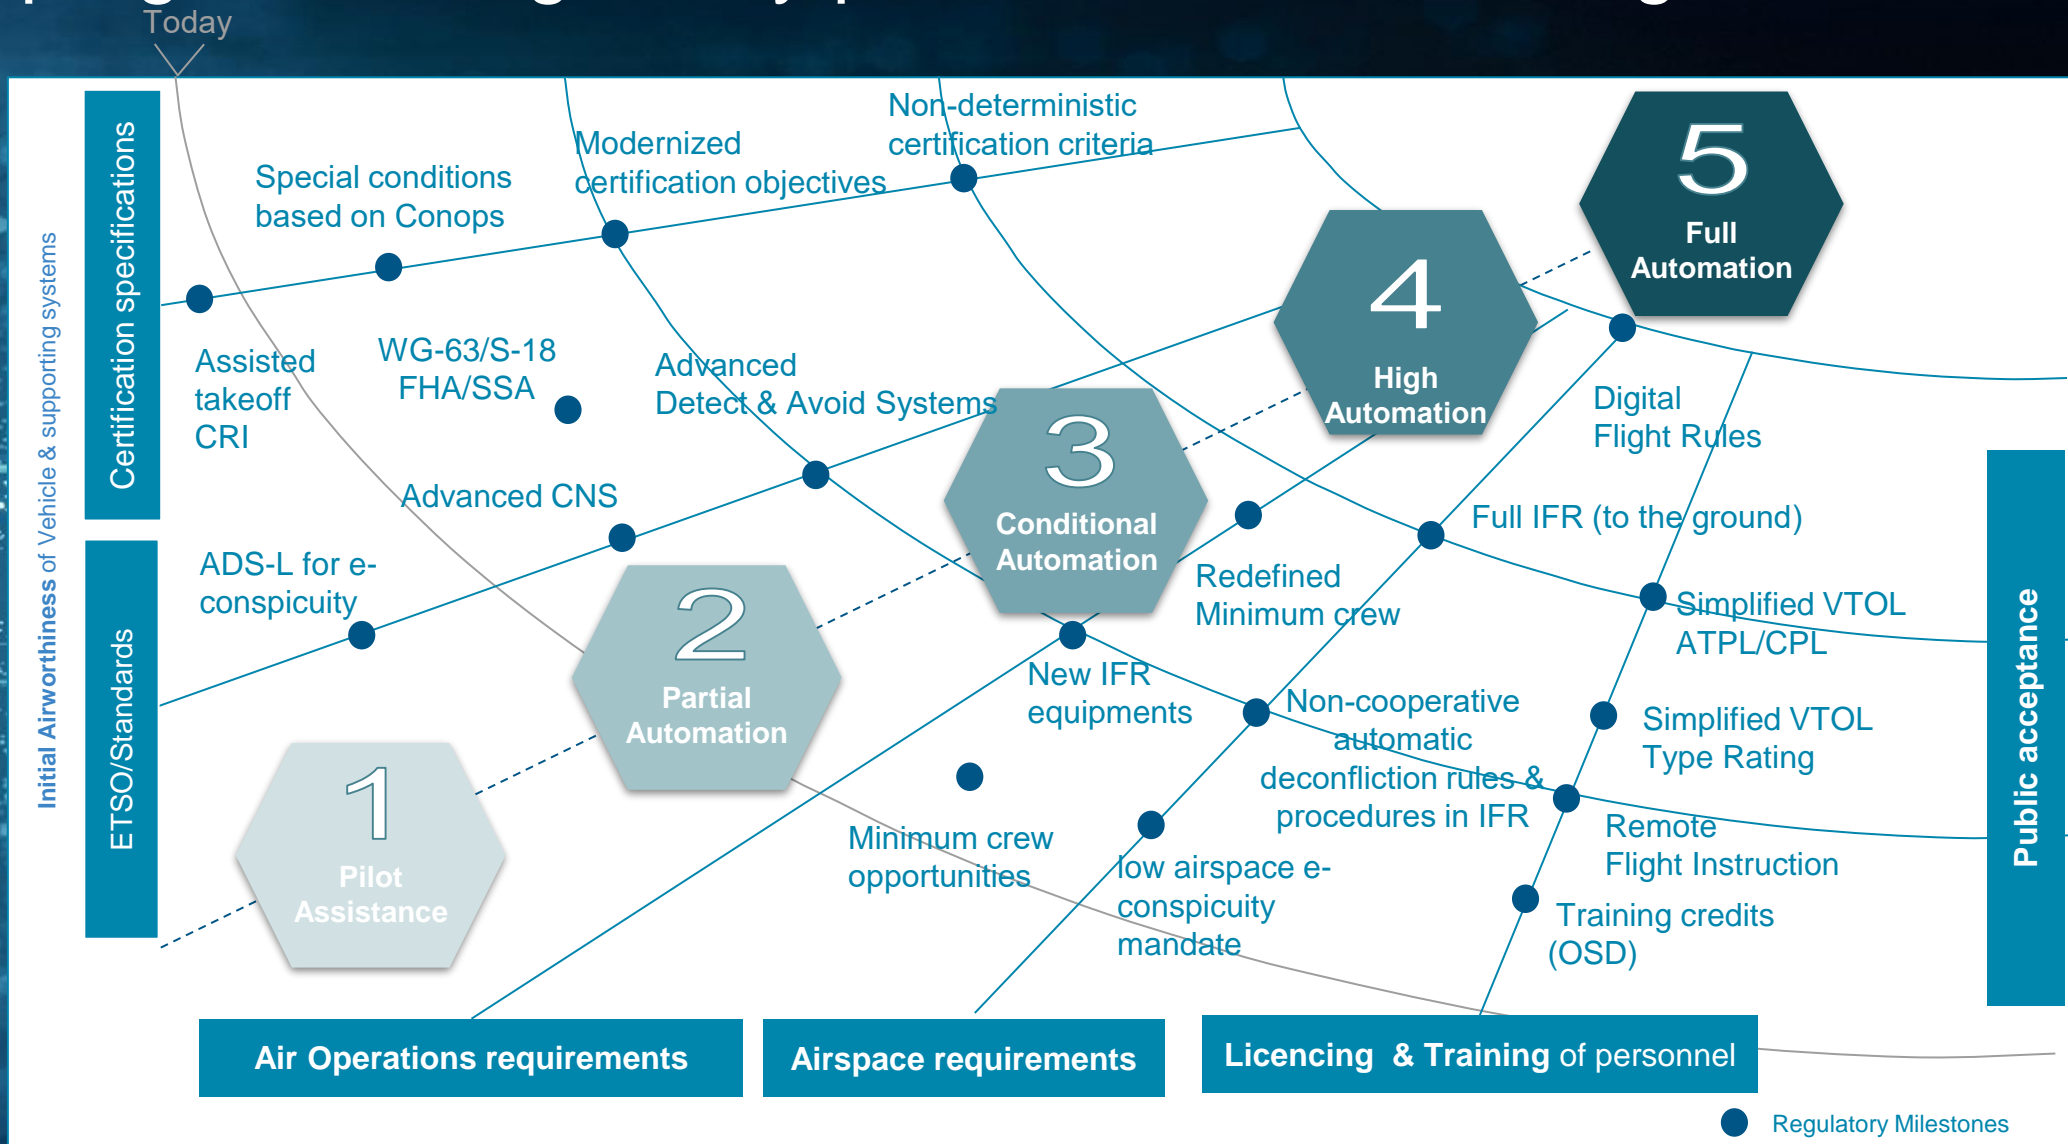 Today
Non-deterministic
certification criteria
Modernized
certification objectives
Special conditions
based on Conops
5
Full
Automation
Certification specifications
Initial Airworthiness of Vehicle & supporting systems
4
High
Automation
Assisted
takeoff
CRI
WG-63/S-18
FHA/SSA
Advanced
Detect & Avoid Systems
Digital
Flight Rules
3
Conditional
Automation
Advanced CNS
Full IFR (to the ground)
ADS-L for e-
conspicuity
ETSO/Standards
2
Partial
Automation
Redefined
Minimum crew
Simplified VTOL
ATPL/CPL
Public acceptance
New IFR
equipments
Non-cooperative
automatic
deconfliction rules &
procedures in IFR
Simplified VTOL
Type Rating
1
Pilot
Assistance
Minimum crew
opportunities
low airspace e-
conspicuity
mandate
Remote
Flight Instruction
Training credits
(OSD)
Air Operations requirements
Airspace requirements
Licencing & Training of personnel
Regulatory Milestones